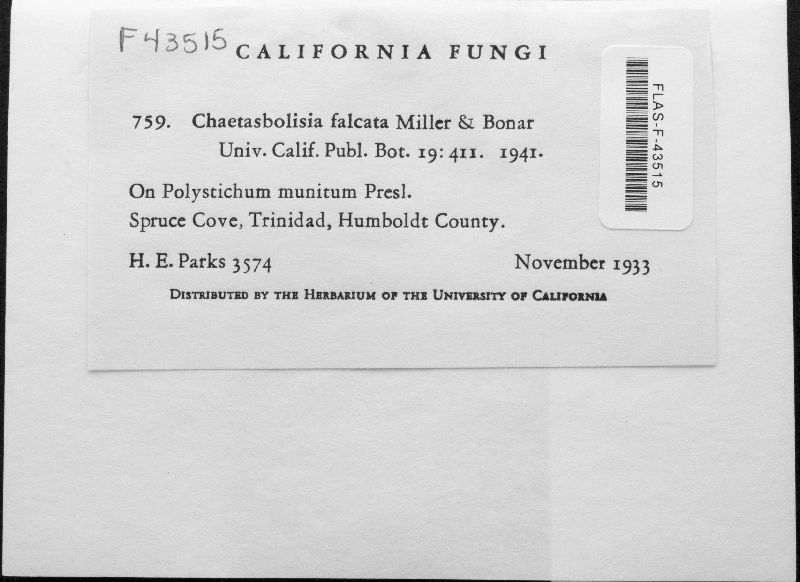 F43515
CALIFORNIA FUNGI
759. Chaetasbolisia falcata Miller & Bonar
Univ. Calif. Publ. Bot. 19: 411. 1941.
On Polystichum munitum Presl.
Spruce Cove, Trinidad, Humboldt County.
H. E. Parks 3574 November 1933
Distributed by the Herbarium of the University of California
FLAS-F-43515